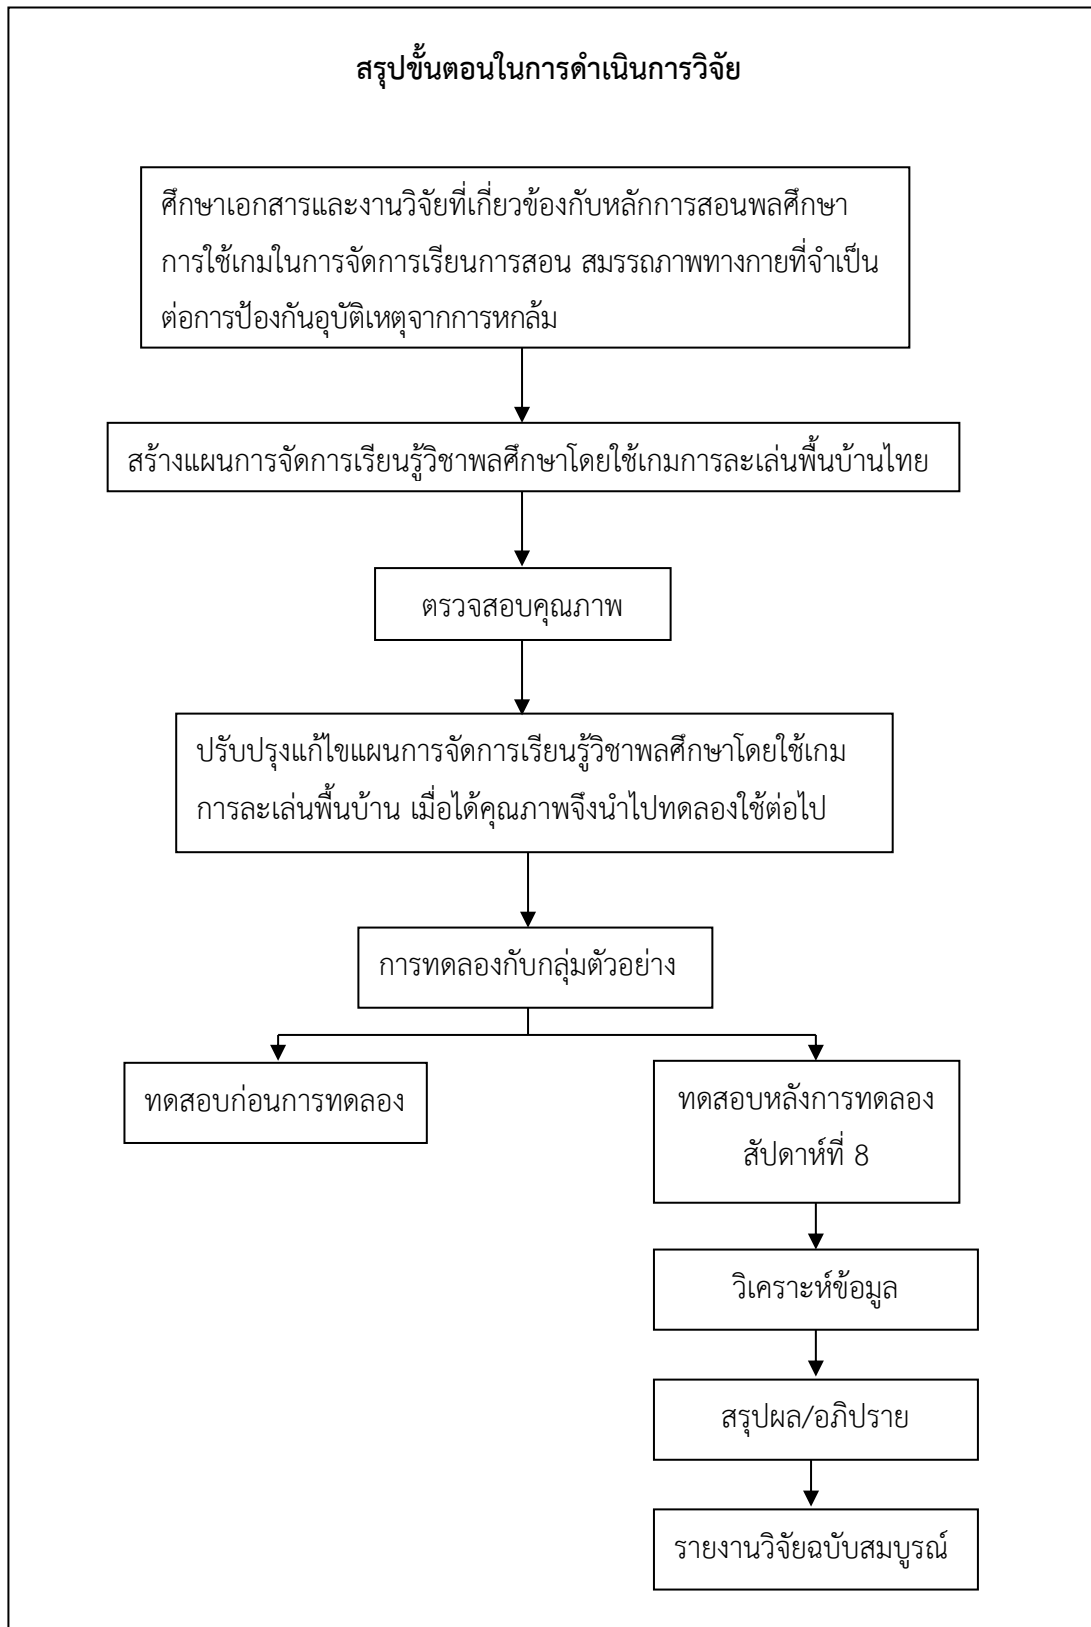 สรุปขั้นตอนในการดำเนินการวิจัย
ศึกษาเอกสารและงานวิจัยที่เกี่ยวข้องกับหลักการสอนพลศึกษา
การใช้เกมในการจัดการเรียนการสอน สมรรถภาพทางกายที่จำเป็น
ต่อการป้องกันอุบัติเหตุจากการหกล้ม
สร้างแผนการจัดการเรียนรู้วิชาพลศึกษาโดยใช้เกมการละเล่นพื้นบ้านไทย
ตรวจสอบคุณภาพ
ปรับปรุงแก้ไขแผนการจัดการเรียนรู้วิชาพลศึกษาโดยใช้เกม
การละเล่นพื้นบ้าน เมื่อได้คุณภาพจึงนำไปทดลองใช้ต่อไป
การทดลองกับกลุ่มตัวอย่าง
ทดสอบก่อนการทดลอง
ทดสอบหลังการทดลอง
สัปดาห์ที่ 8
วิเคราะห์ข้อมูล
สรุปผล/อภิปราย
รายงานวิจัยฉบับสมบูรณ์